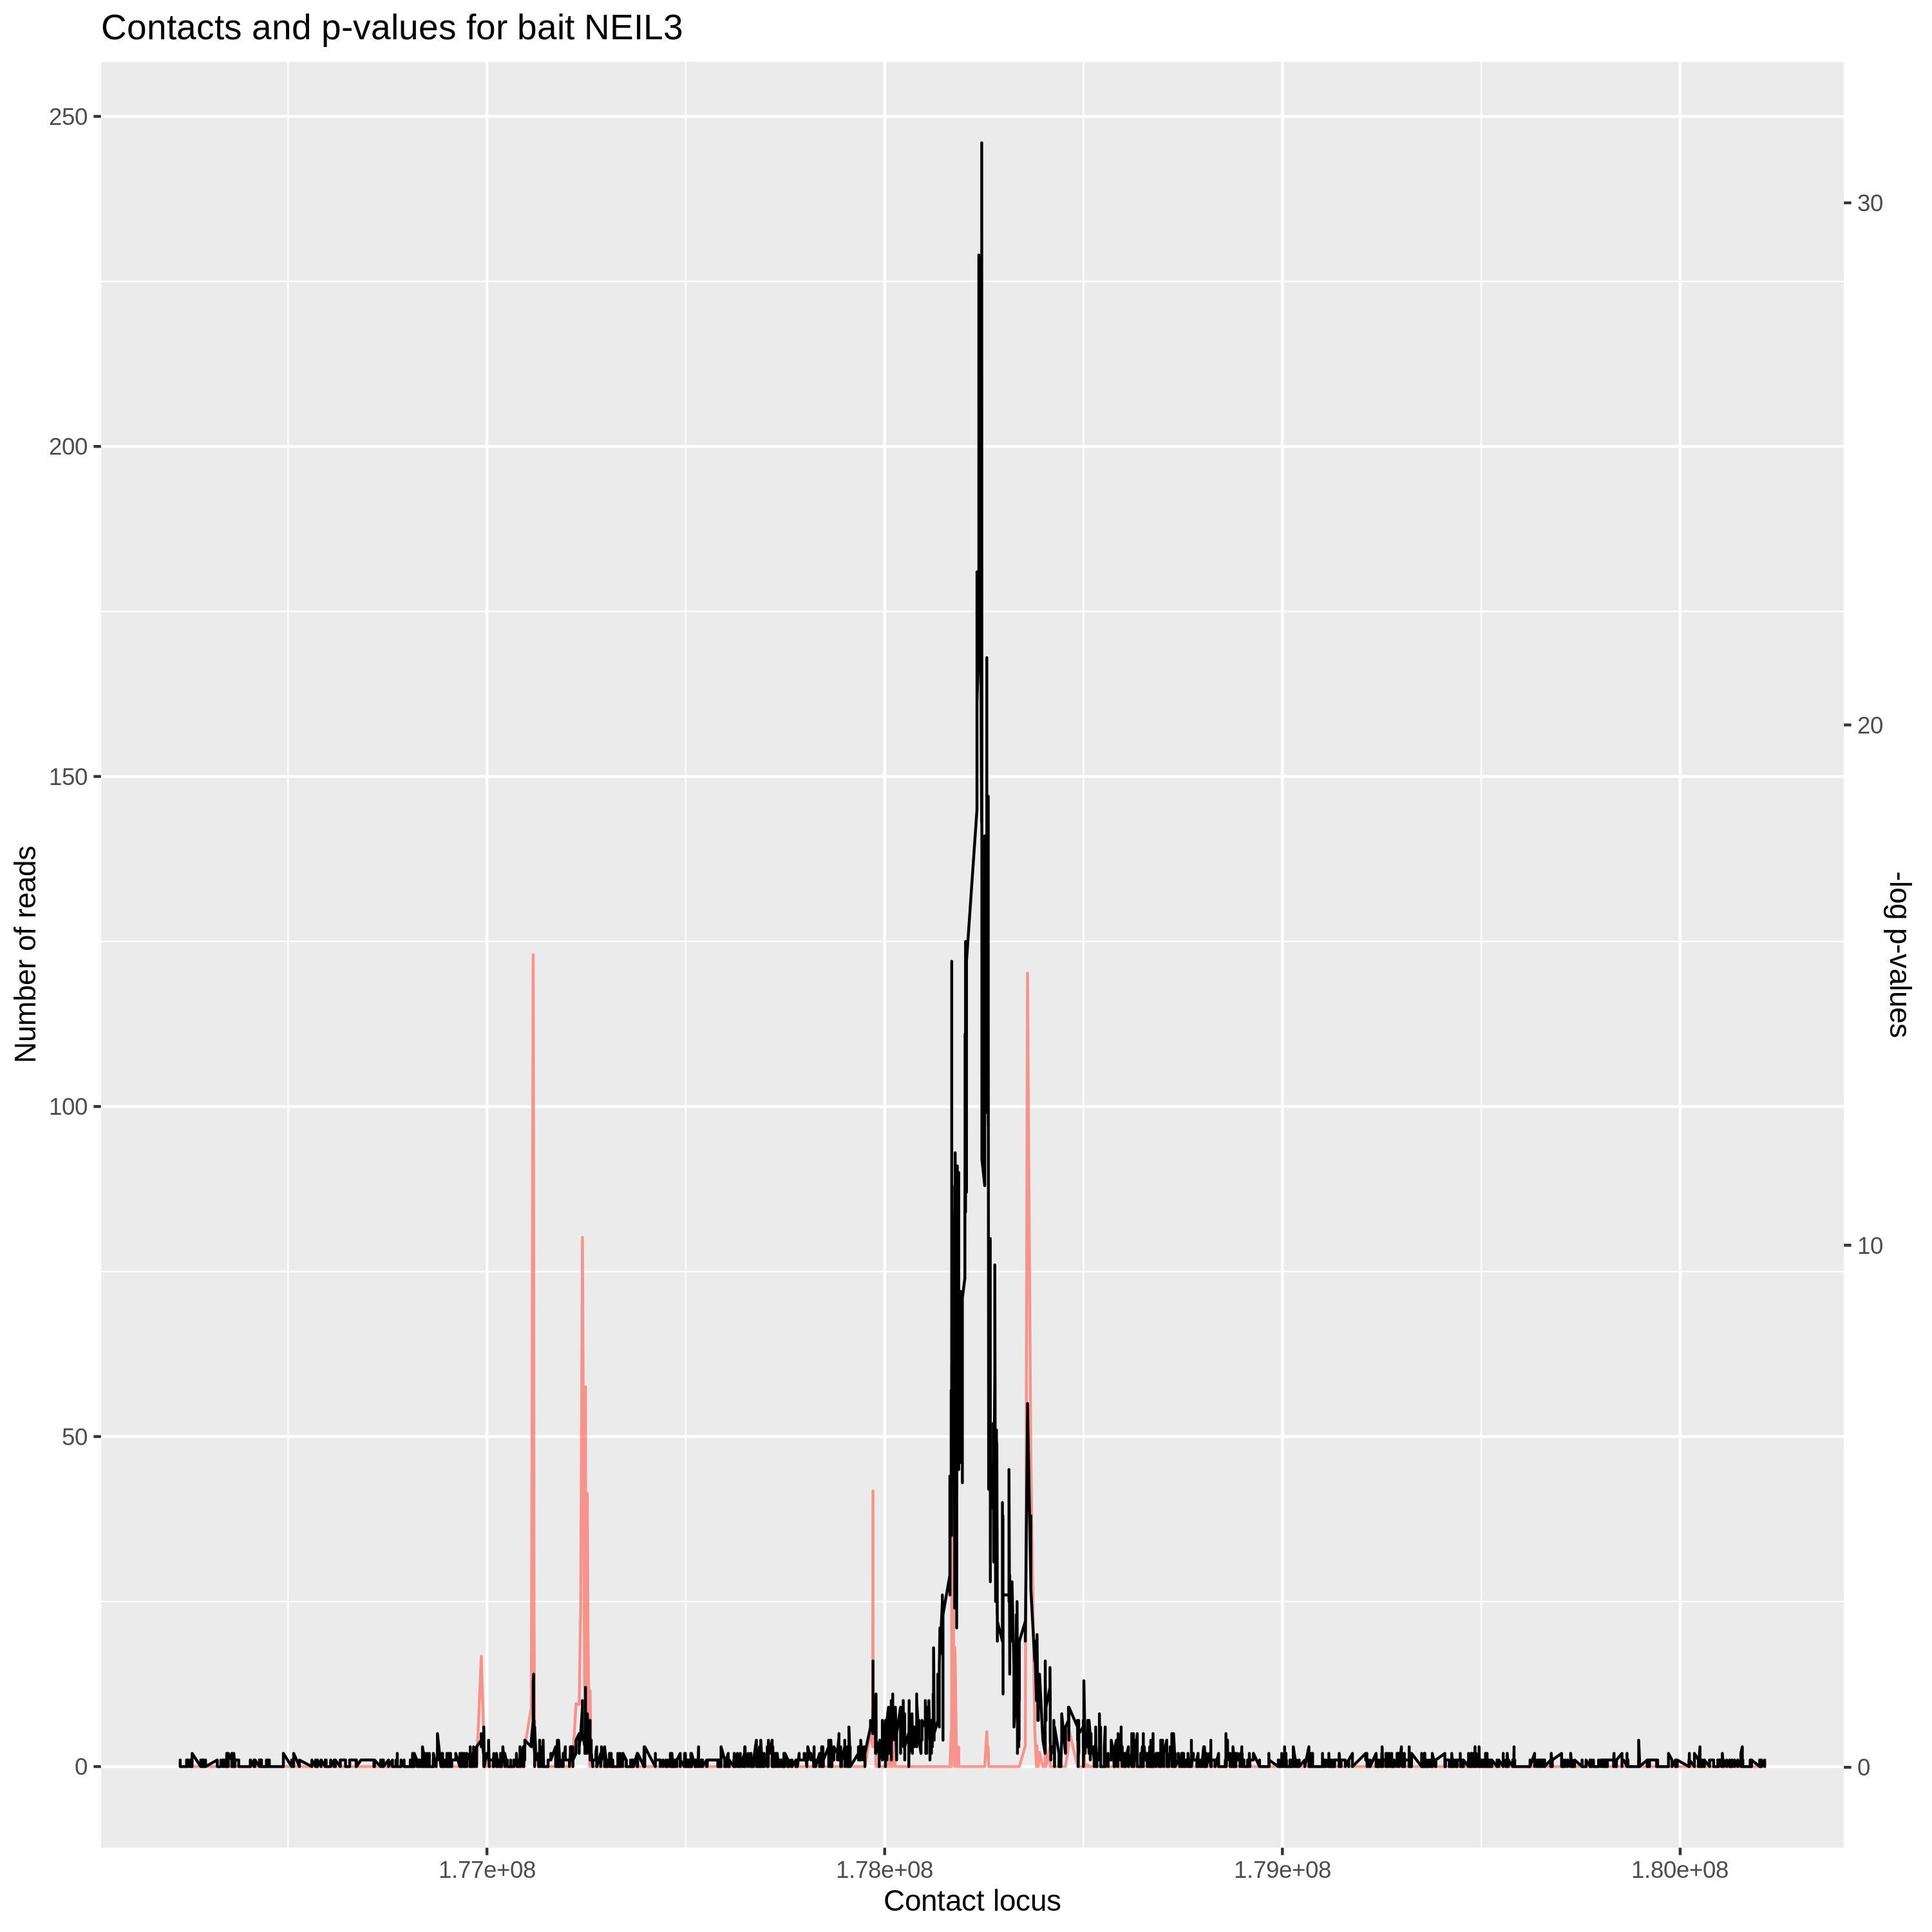 Contacts and p-values for bait NEIL3
250
200
150
100
50
0
Number of reads
30
20
10
0
-log p-values
1.77e+08
1.78e+08
1.79e+08
1.80e+08
Contact locus